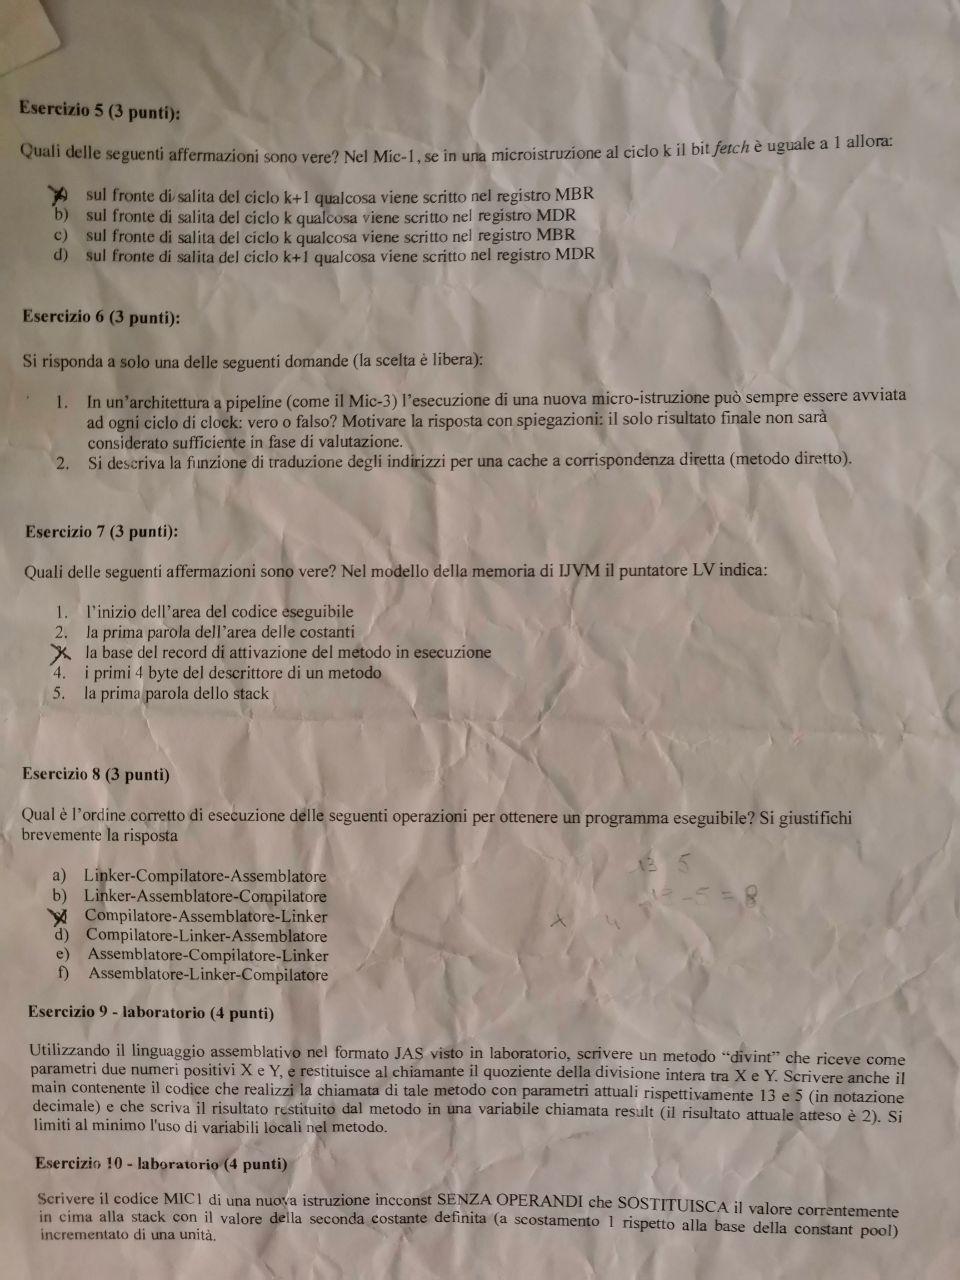 Esercizio 5 (3 punti):
Quali delle seguenti affermazioni sono vere? Nel Mic-1, se in una microistruzione al ciclo k il bit fetch è uguale a 1 allora:
sul fronte di salita del ciclo k+1 qualcosa viene scritto nel registro MBR
b) sul fronte di salita del ciclo k qualcosa viene scritto nel registro MDR
c) sul fronte di salita del ciclo k qualcosa viene scritto nel registro MBR
d) sul fronte di salita del ciclo k+1 qualcosa viene scritto nel registro MDR
Esercizio 6 (3 punti):
Si risponda a solo una delle seguenti domande (la scelta è libera):
1. In un'architettura a pipeline (come il Mic-3) l'esecuzione di una nuova micro-istruzione può sempre essere avviata
ad ogni ciclo di clock: vero o falso? Motivare la risposta con spiegazioni: il solo risultato finale non sarà
considerato sufficiente in fase di valutazione.
2. Si descriva la funzione di traduzione degli indirizzi per una cache a corrispondenza diretta (metodo diretto).
Esercizio 7 (3 punti):
Quali delle seguenti affermazioni sono vere? Nel modello della memoria di IJVM il puntatore LV indica:
1. l'inizio dell'area del codice eseguibile
2. la prima parola dell'area delle costanti
la base del record di attivazione del metodo in esecuzione
4. i primi 4 byte del descrittore di un metodo
5. la prima parola dello stack
Esercizio 8 (3 punti)
Qual è l'ordine corretto di esecuzione delle seguenti operazioni per ottenere un programma eseguibile? Si giustifichi
brevemente la risposta
13 5
a) Linker-Compilatore-Assemblatore
b) Linker-Assemblatore-Compilatore
- 5 = 8
Compilatore-Assemblatore-Linker
X 4
d) Compilatore-Linker-Assemblatore
e) Assemblatore-Compilatore-Linker
f) Assemblatore-Linker-Compilatore
Esercizio 9 - laboratorio (4 punti)
Utilizzando il linguaggio assemblativo nel formato JAS visto in laboratorio, scrivere un metodo "divint" che riceve come
parametri due numeri positivi X e Y, e restituisce al chiamante il quoziente della divisione intera tra X e Y. Scrivere anche il
main contenente il codice che realizzi la chiamata di tale metodo con parametri attuali rispettivamente 13 e 5 (in notazione
decimale) e che scriva il risultato restituito dal metodo in una variabile chiamata result (il risultato attuale atteso è 2). Si
limiti al minimo l'uso di variabili locali nel metodo.
Esercizio 10 - laboratorio (4 punti)
Scrivere il codice MIC1 di una nuova istruzione incconst SENZA OPERANDI che SOSTITUISCA il valore correntemente
in cima alla stack con il valore della seconda costante definita (a scostamento 1 rispetto alla base della constant pool)
incrementato di una unità.